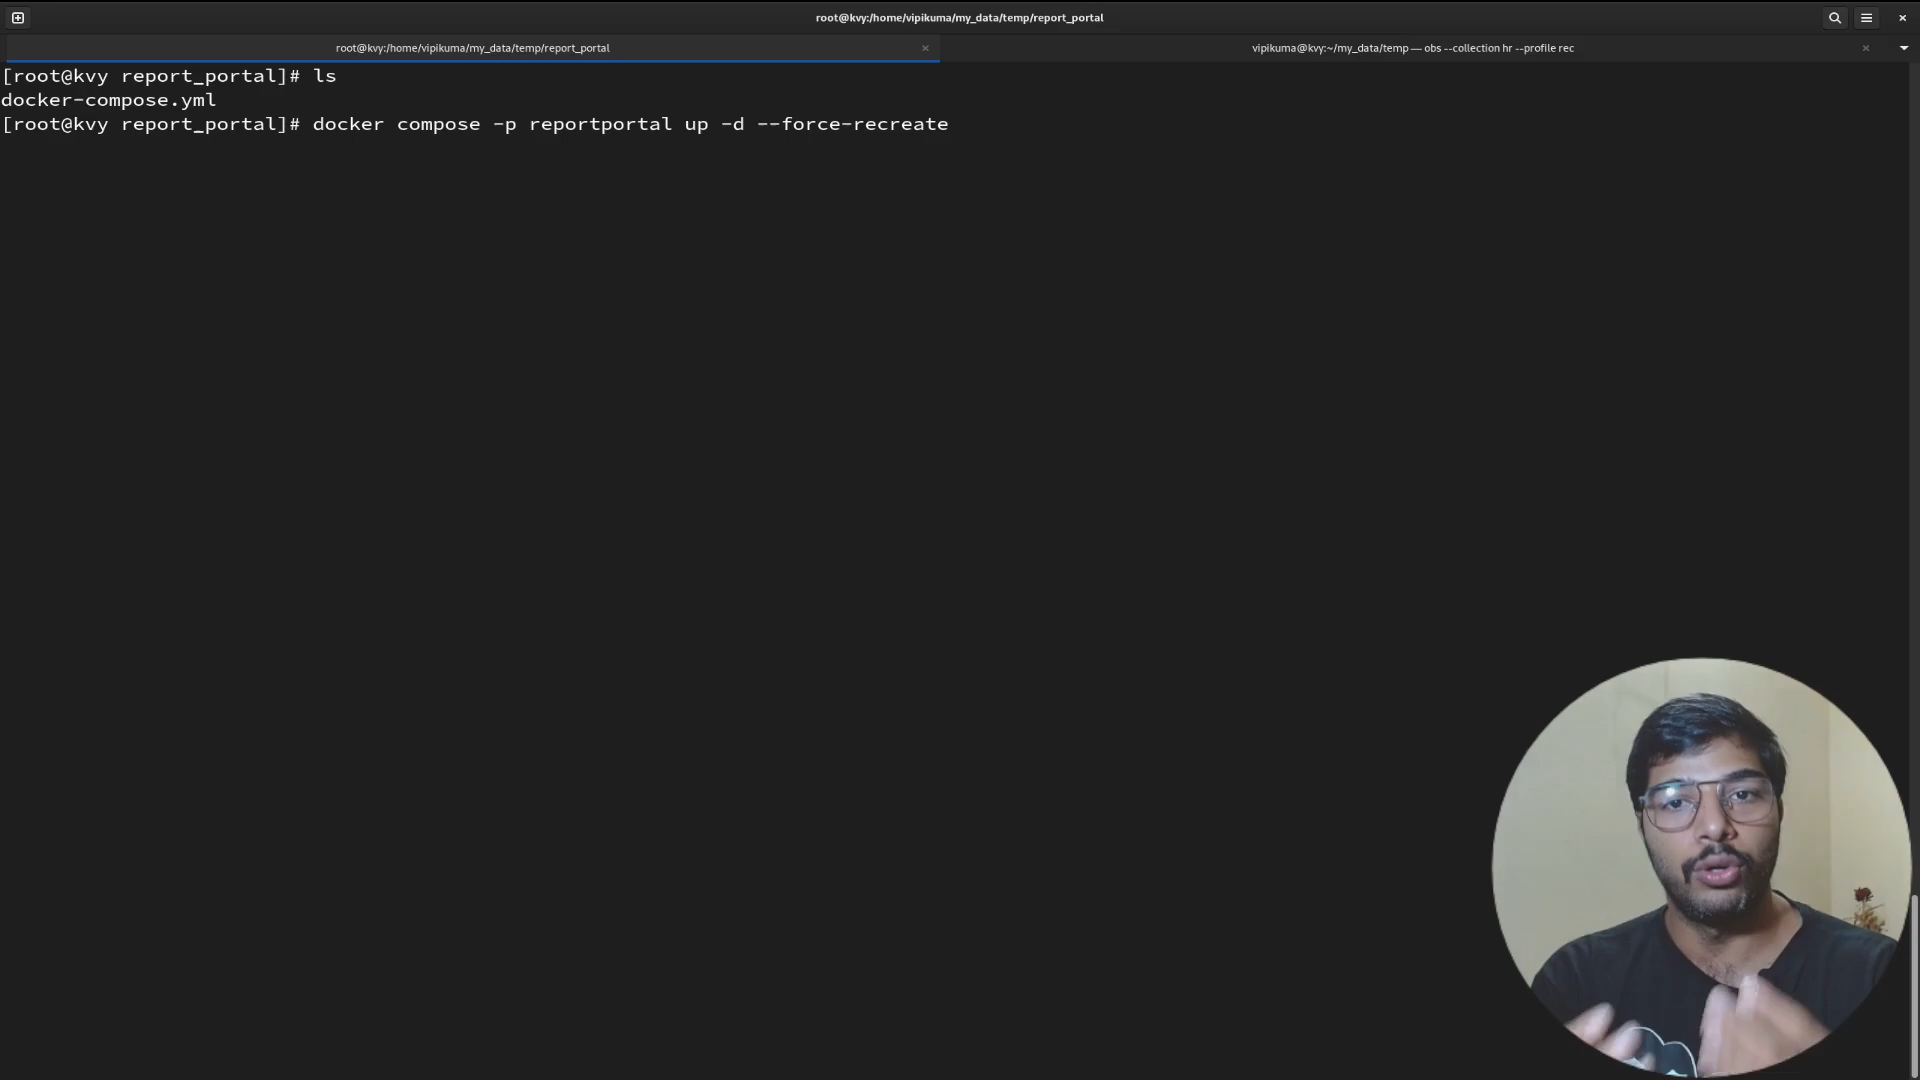 root@kvy:/home/vipikuma/my_data/temp/report_portal
root@kvy:/home/vipikuma/my_data/temp/report_portal
vipikuma@kvy:~/my_data/temp — obs --collection hr --profile rec
[root@kvy report_portal]# ls
docker-compose.yml
[root@kvy report_portal]# docker compose -p reportportal up -d --force-recreate